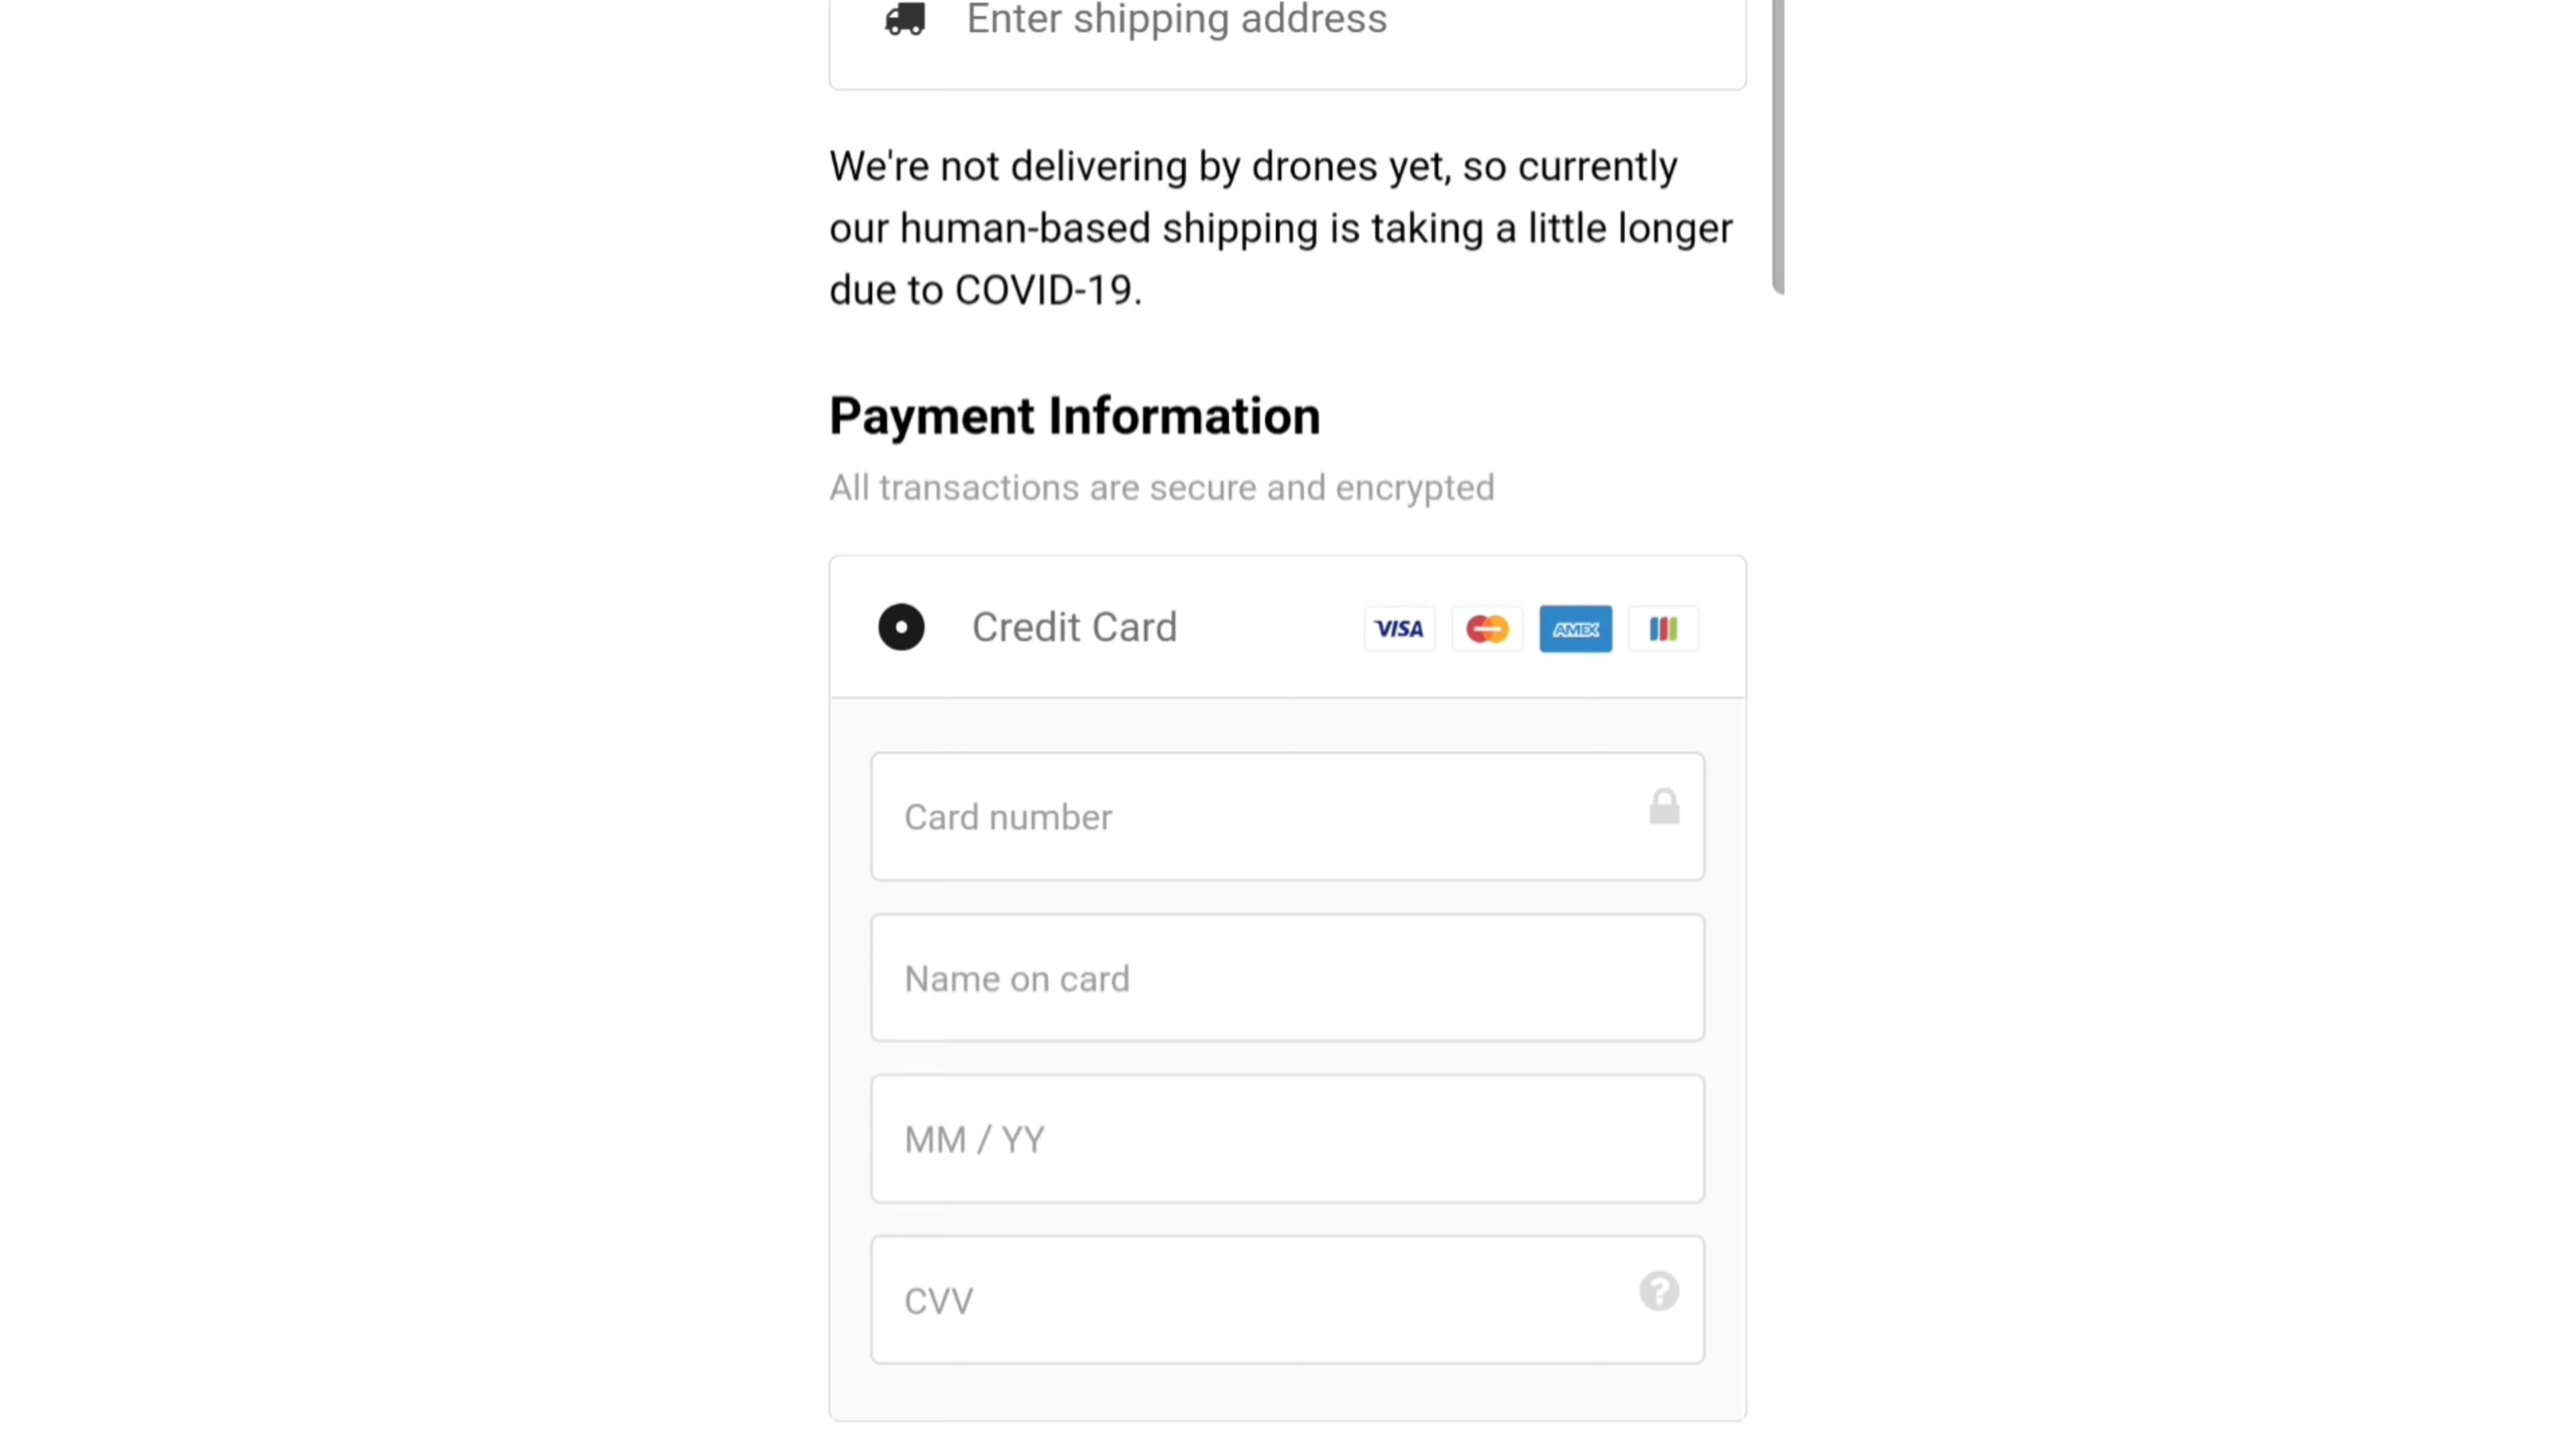 Enter shipping address
We're not delivering by drones yet, so currently
our human-based shipping is taking a little longer
due to COVID-19.
Payment Information
All transactions are secure and encrypted
Credit Card VISA AMEX
Card number
Name on card
MM / YY
CVV ?